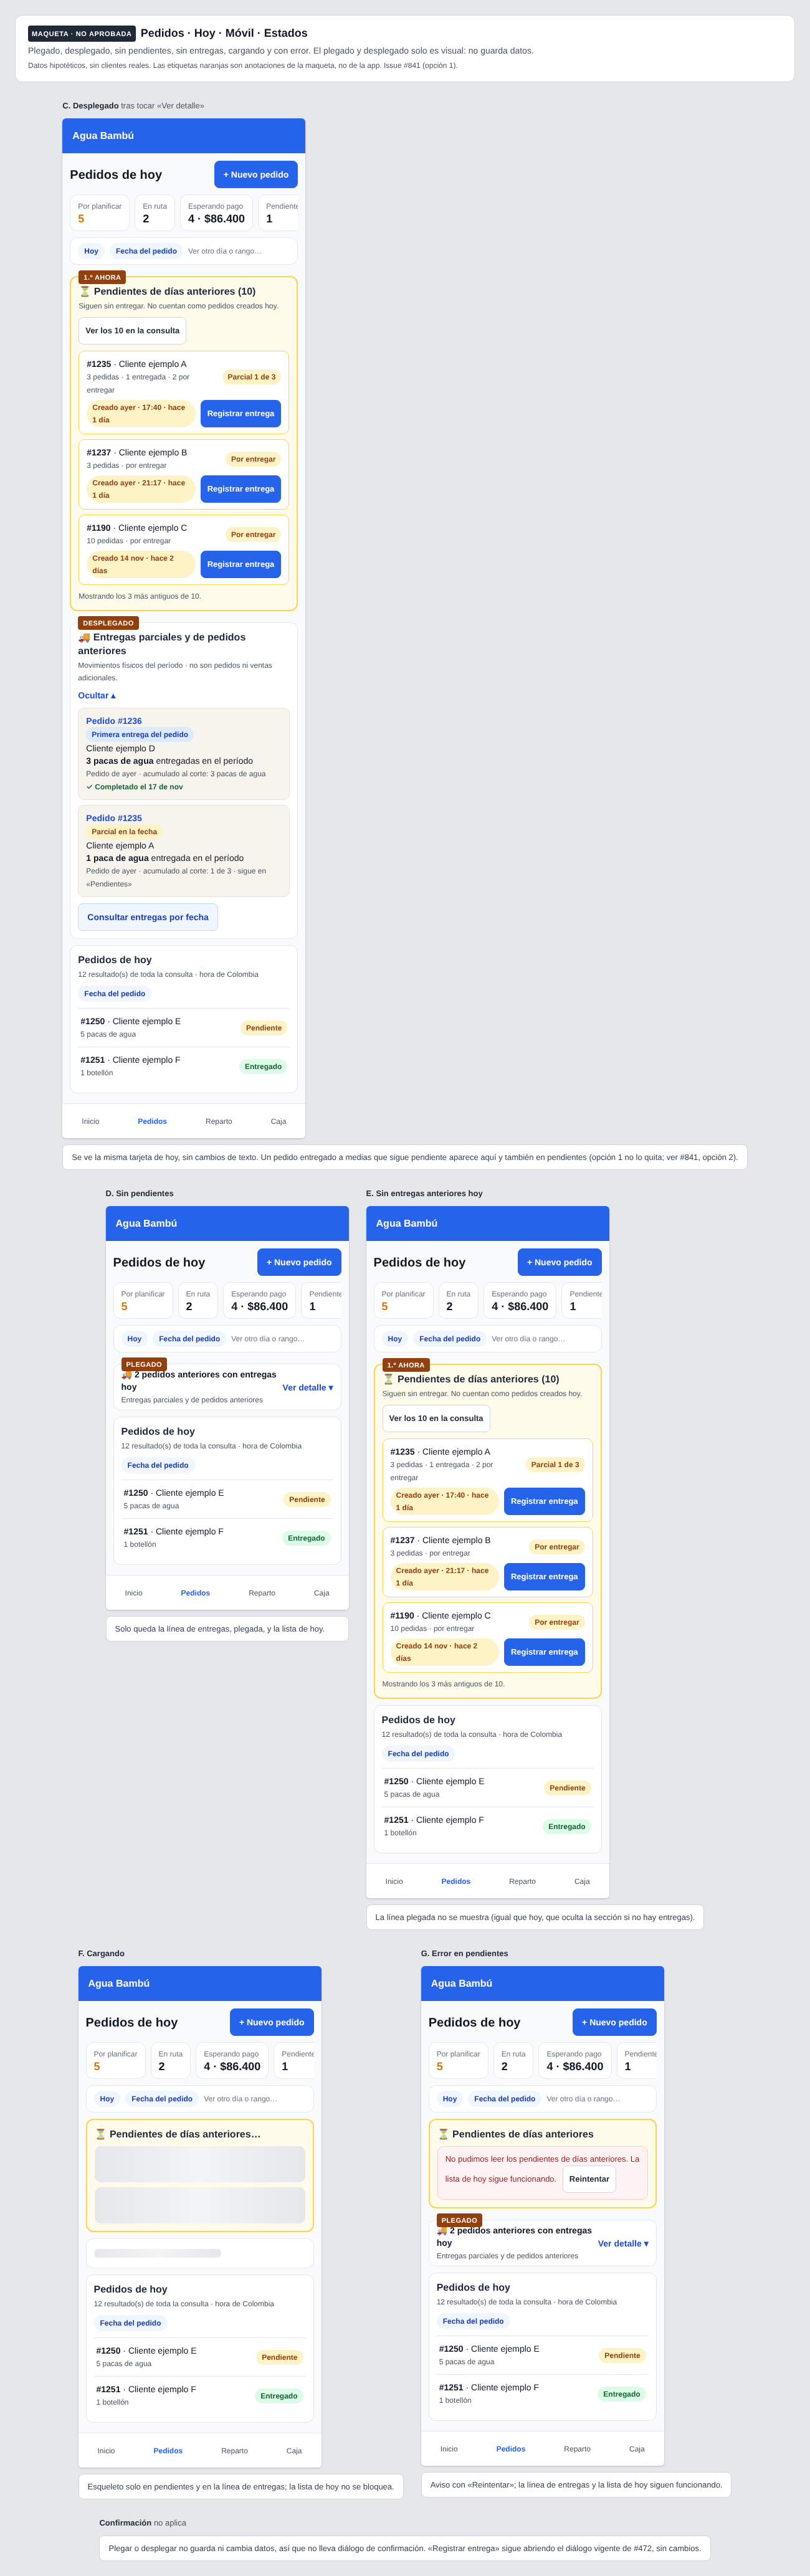 MAQUETA · NO APROBADA Pedidos · Hoy · Móvil · Estados
Plegado, desplegado, sin pendientes, sin entregas, cargando y con error. El plegado y desplegado solo es visual: no guarda datos.
Datos hipotéticos, sin clientes reales. Las etiquetas naranjas son anotaciones de la maqueta, no de la app. Issue #841 (opción 1).
C. Desplegado tras tocar «Ver detalle»
Agua Bambú
Pedidos de hoy
+ Nuevo pedido
Por planificar
5
En ruta
2
Esperando pago
4 · $86.400
Pendiente
1
Hoy Fecha del pedido Ver otro día o rango…
1.º AHORA
⏳ Pendientes de días anteriores (10)
Siguen sin entregar. No cuentan como pedidos creados hoy.
Ver los 10 en la consulta
#1235 · Cliente ejemplo A
3 pedidas · 1 entregada · 2 por
entregar
Parcial 1 de 3
Creado ayer · 17:40 · hace
1 día
Registrar entrega
#1237 · Cliente ejemplo B
3 pedidas · por entregar
Por entregar
Creado ayer · 21:17 · hace
1 día
Registrar entrega
#1190 · Cliente ejemplo C
10 pedidas · por entregar
Por entregar
Creado 14 nov · hace 2
días
Registrar entrega
Mostrando los 3 más antiguos de 10.
DESPLEGADO
🚚 Entregas parciales y de pedidos
anteriores
Movimientos físicos del período · no son pedidos ni ventas
adicionales.
Ocultar ▴
Pedido #1236
Primera entrega del pedido
Cliente ejemplo D
3 pacas de agua entregadas en el período
Pedido de ayer · acumulado al corte: 3 pacas de agua
✓ Completado el 17 de nov
Pedido #1235
Parcial en la fecha
Cliente ejemplo A
1 paca de agua entregada en el período
Pedido de ayer · acumulado al corte: 1 de 3 · sigue en
«Pendientes»
Consultar entregas por fecha
Pedidos de hoy
12 resultado(s) de toda la consulta · hora de Colombia
Fecha del pedido
#1250 · Cliente ejemplo E
5 pacas de agua
Pendiente
#1251 · Cliente ejemplo F
1 botellón
Entregado
Inicio Pedidos Reparto Caja
Se ve la misma tarjeta de hoy, sin cambios de texto. Un pedido entregado a medias que sigue pendiente aparece aquí y también en pendientes (opción 1 no lo quita; ver #841, opción 2).
D. Sin pendientes
Agua Bambú
Pedidos de hoy
+ Nuevo pedido
Por planificar
5
En ruta
2
Esperando pago
4 · $86.400
Pendiente
1
Hoy Fecha del pedido Ver otro día o rango…
PLEGADO
🚚 2 pedidos anteriores con entregas
hoy
Entregas parciales y de pedidos anteriores
Ver detalle ▾
Pedidos de hoy
12 resultado(s) de toda la consulta · hora de Colombia
Fecha del pedido
#1250 · Cliente ejemplo E
5 pacas de agua
Pendiente
#1251 · Cliente ejemplo F
1 botellón
Entregado
Inicio Pedidos Reparto Caja
Solo queda la línea de entregas, plegada, y la lista de hoy.
E. Sin entregas anteriores hoy
Agua Bambú
Pedidos de hoy
+ Nuevo pedido
Por planificar
5
En ruta
2
Esperando pago
4 · $86.400
Pendiente
1
Hoy Fecha del pedido Ver otro día o rango…
1.º AHORA
⏳ Pendientes de días anteriores (10)
Siguen sin entregar. No cuentan como pedidos creados hoy.
Ver los 10 en la consulta
#1235 · Cliente ejemplo A
3 pedidas · 1 entregada · 2 por
entregar
Parcial 1 de 3
Creado ayer · 17:40 · hace
1 día
Registrar entrega
#1237 · Cliente ejemplo B
3 pedidas · por entregar
Por entregar
Creado ayer · 21:17 · hace
1 día
Registrar entrega
#1190 · Cliente ejemplo C
10 pedidas · por entregar
Por entregar
Creado 14 nov · hace 2
días
Registrar entrega
Mostrando los 3 más antiguos de 10.
Pedidos de hoy
12 resultado(s) de toda la consulta · hora de Colombia
Fecha del pedido
#1250 · Cliente ejemplo E
5 pacas de agua
Pendiente
#1251 · Cliente ejemplo F
1 botellón
Entregado
Inicio Pedidos Reparto Caja
La línea plegada no se muestra (igual que hoy, que oculta la sección si no hay entregas).
F. Cargando
Agua Bambú
Pedidos de hoy
+ Nuevo pedido
Por planificar
5
En ruta
2
Esperando pago
4 · $86.400
Pendiente
1
Hoy Fecha del pedido Ver otro día o rango…
⏳ Pendientes de días anteriores…
Pedidos de hoy
12 resultado(s) de toda la consulta · hora de Colombia
Fecha del pedido
#1250 · Cliente ejemplo E
5 pacas de agua
Pendiente
#1251 · Cliente ejemplo F
1 botellón
Entregado
Inicio Pedidos Reparto Caja
Esqueleto solo en pendientes y en la línea de entregas; la lista de hoy no se bloquea.
G. Error en pendientes
Agua Bambú
Pedidos de hoy
+ Nuevo pedido
Por planificar
5
En ruta
2
Esperando pago
4 · $86.400
Pendiente
1
Hoy Fecha del pedido Ver otro día o rango…
⏳ Pendientes de días anteriores
No pudimos leer los pendientes de días anteriores. La
lista de hoy sigue funcionando. Reintentar
PLEGADO
🚚 2 pedidos anteriores con entregas
hoy
Entregas parciales y de pedidos anteriores
Ver detalle ▾
Pedidos de hoy
12 resultado(s) de toda la consulta · hora de Colombia
Fecha del pedido
#1250 · Cliente ejemplo E
5 pacas de agua
Pendiente
#1251 · Cliente ejemplo F
1 botellón
Entregado
Inicio Pedidos Reparto Caja
Aviso con «Reintentar»; la línea de entregas y la lista de hoy siguen funcionando.
Confirmación no aplica
Plegar o desplegar no guarda ni cambia datos, así que no lleva diálogo de confirmación. «Registrar entrega» sigue abriendo el diálogo vigente de #472, sin cambios.